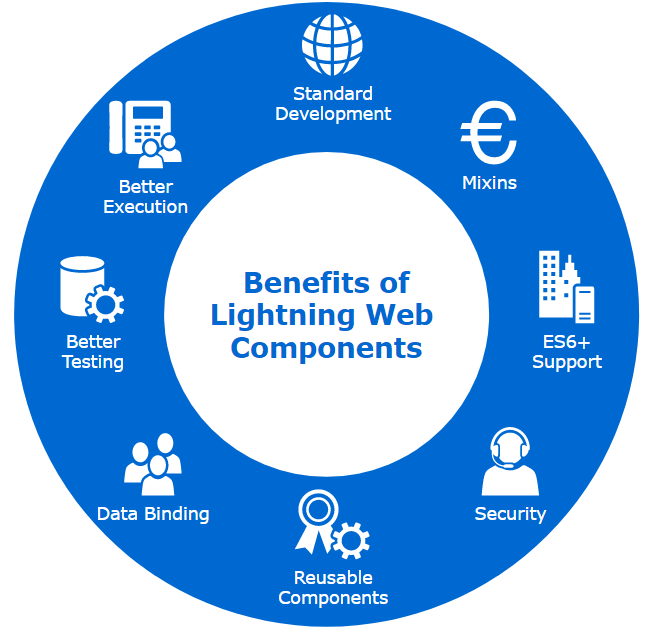 Standard
Development
Mixins
ES6+
Support
Security
Reusable
Components
Data Binding
Better
Testing
Better
Execution
Benefits of
Lightning Web
Components